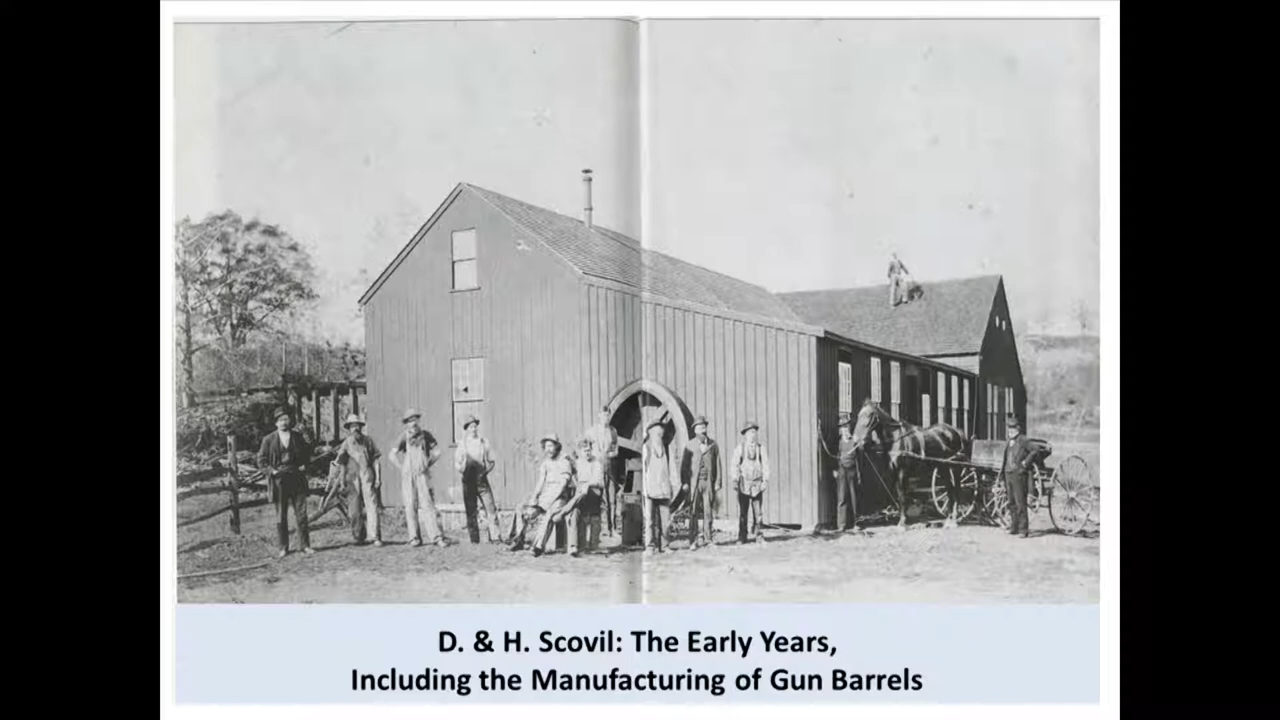 D. & H. Scovil: The Early Years,
Including the Manufacturing of Gun Barrels